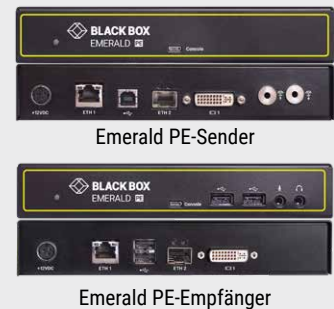 BLACK BOX
EMERALD PE
Console
+12VDC
ETH 1
ETH 2
Emerald PE-Sender
BLACK BOX
EMERALD PE
Console
+12VDC
ETH 1
ETH 2
Emerald PE-Empfänger